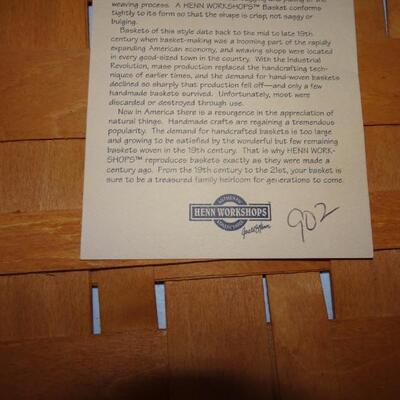 weaving process. A HENN WORKSHOPS™ Basket conforms
tightly to its form so that the shape is crisp, not saggy or
bulging.
Baskets of this style date back to the mid to late 19th
century when basket-making was a booming part of the rapidly
expanding American economy, and weaving shops were located
in every good-sized town in the country. With the Industrial
Revolution, mass production replaced the handcrafting tech-
niques of earlier times, and the demand for hand-woven baskets
declined so sharply that production fell off—and only a few
handmade baskets survived. Unfortunately, most were
discarded or destroyed through use.
Now in America there is a resurgence in the appreciation of
natural things. Handmade crafts are regaining a tremendous
popularity. The demand for handcrafted baskets is too large
and growing to be satisfied by the wonderful but few remaining
baskets woven in the 19th century. That is why HENN WORK-
SHOPS™ reproduces baskets exactly as they were made a
century ago. From the 19th century to the 21st, your basket is
sure to be a treasured family heirloom for generations to come.
AUTHENTIC
HENN WORKSHOPS
COLLECTIBLES
902